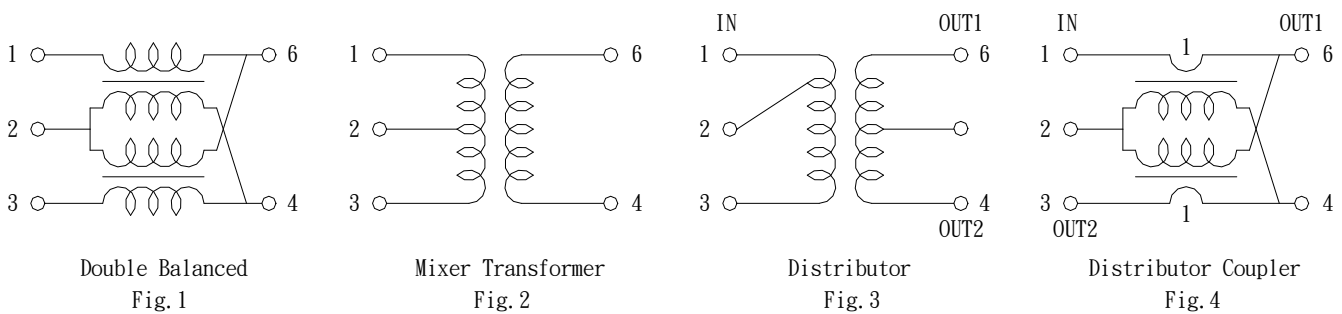 IN OUT1 IN OUT1
1 6 1 6 1 6 1 1 6
2 2 2 2
3 4 3 4 3 4 3 1 4
OUT2 OUT2
Double Balanced Mixer Transformer Distributor Distributor Coupler
Fig.1 Fig.2 Fig.3 Fig.4